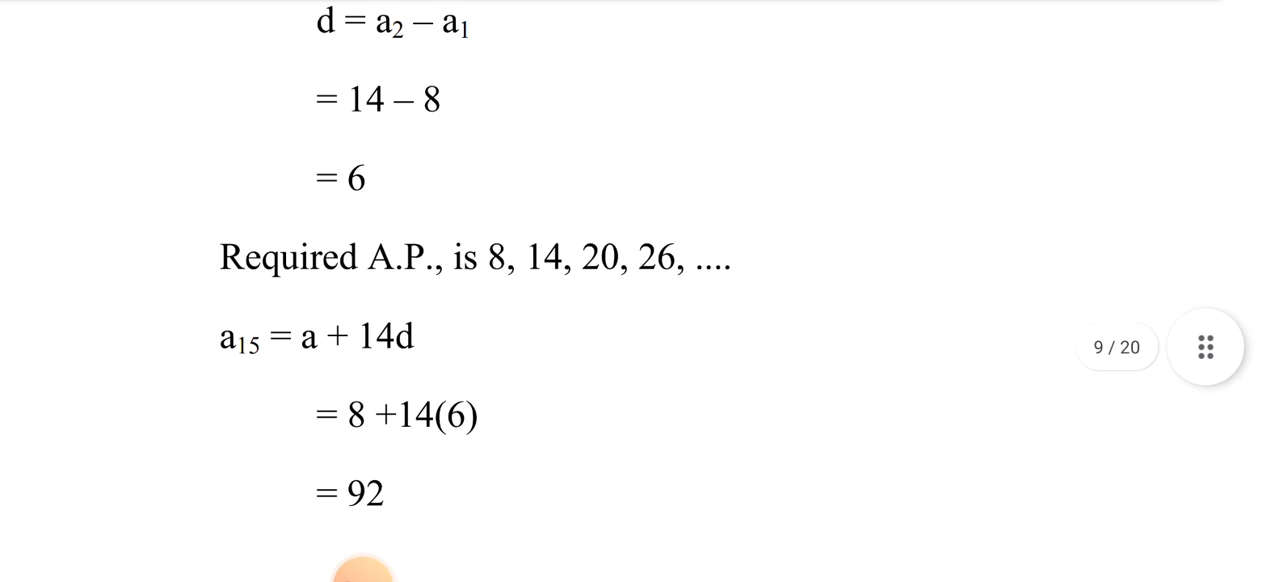 d = a₂ – a₁
= 14 – 8
= 6
Required A.P., is 8, 14, 20, 26, ....
a₁₅ = a + 14d
9 / 20
= 8 +14(6)
= 92